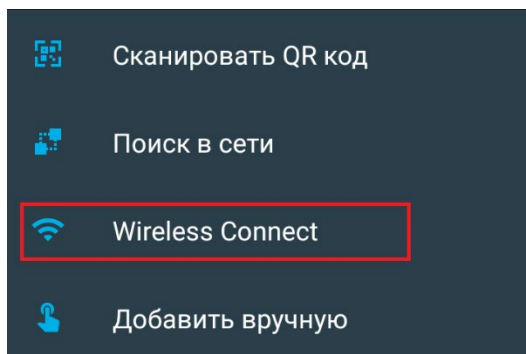 Сканировать QR код
Поиск в сети
Wireless Connect
Добавить вручную